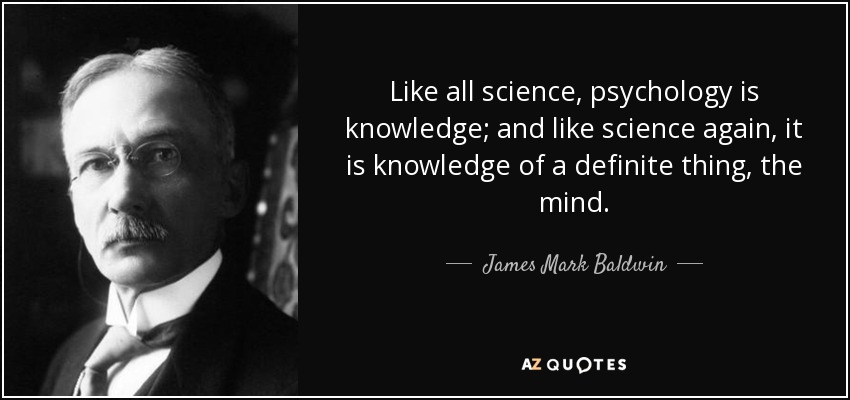 Like all science, psychology is
knowledge; and like science again, it
is knowledge of a definite thing, the
mind.
James Mark Baldwin
AZ QUOTES